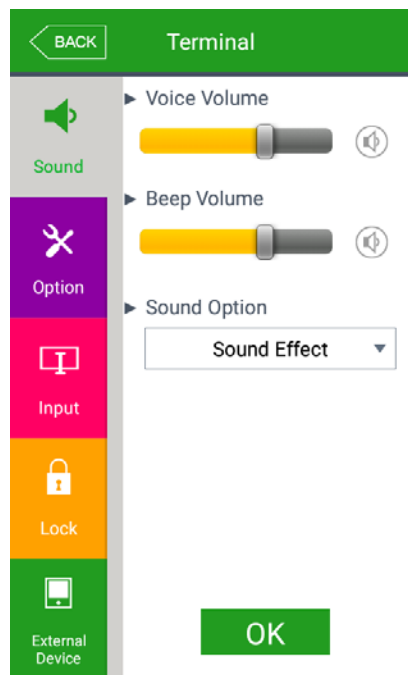 BACK
Terminal
Sound
Option
Input
Lock
External
Device
Voice Volume
Beep Volume
Sound Option
Sound Effect
OK